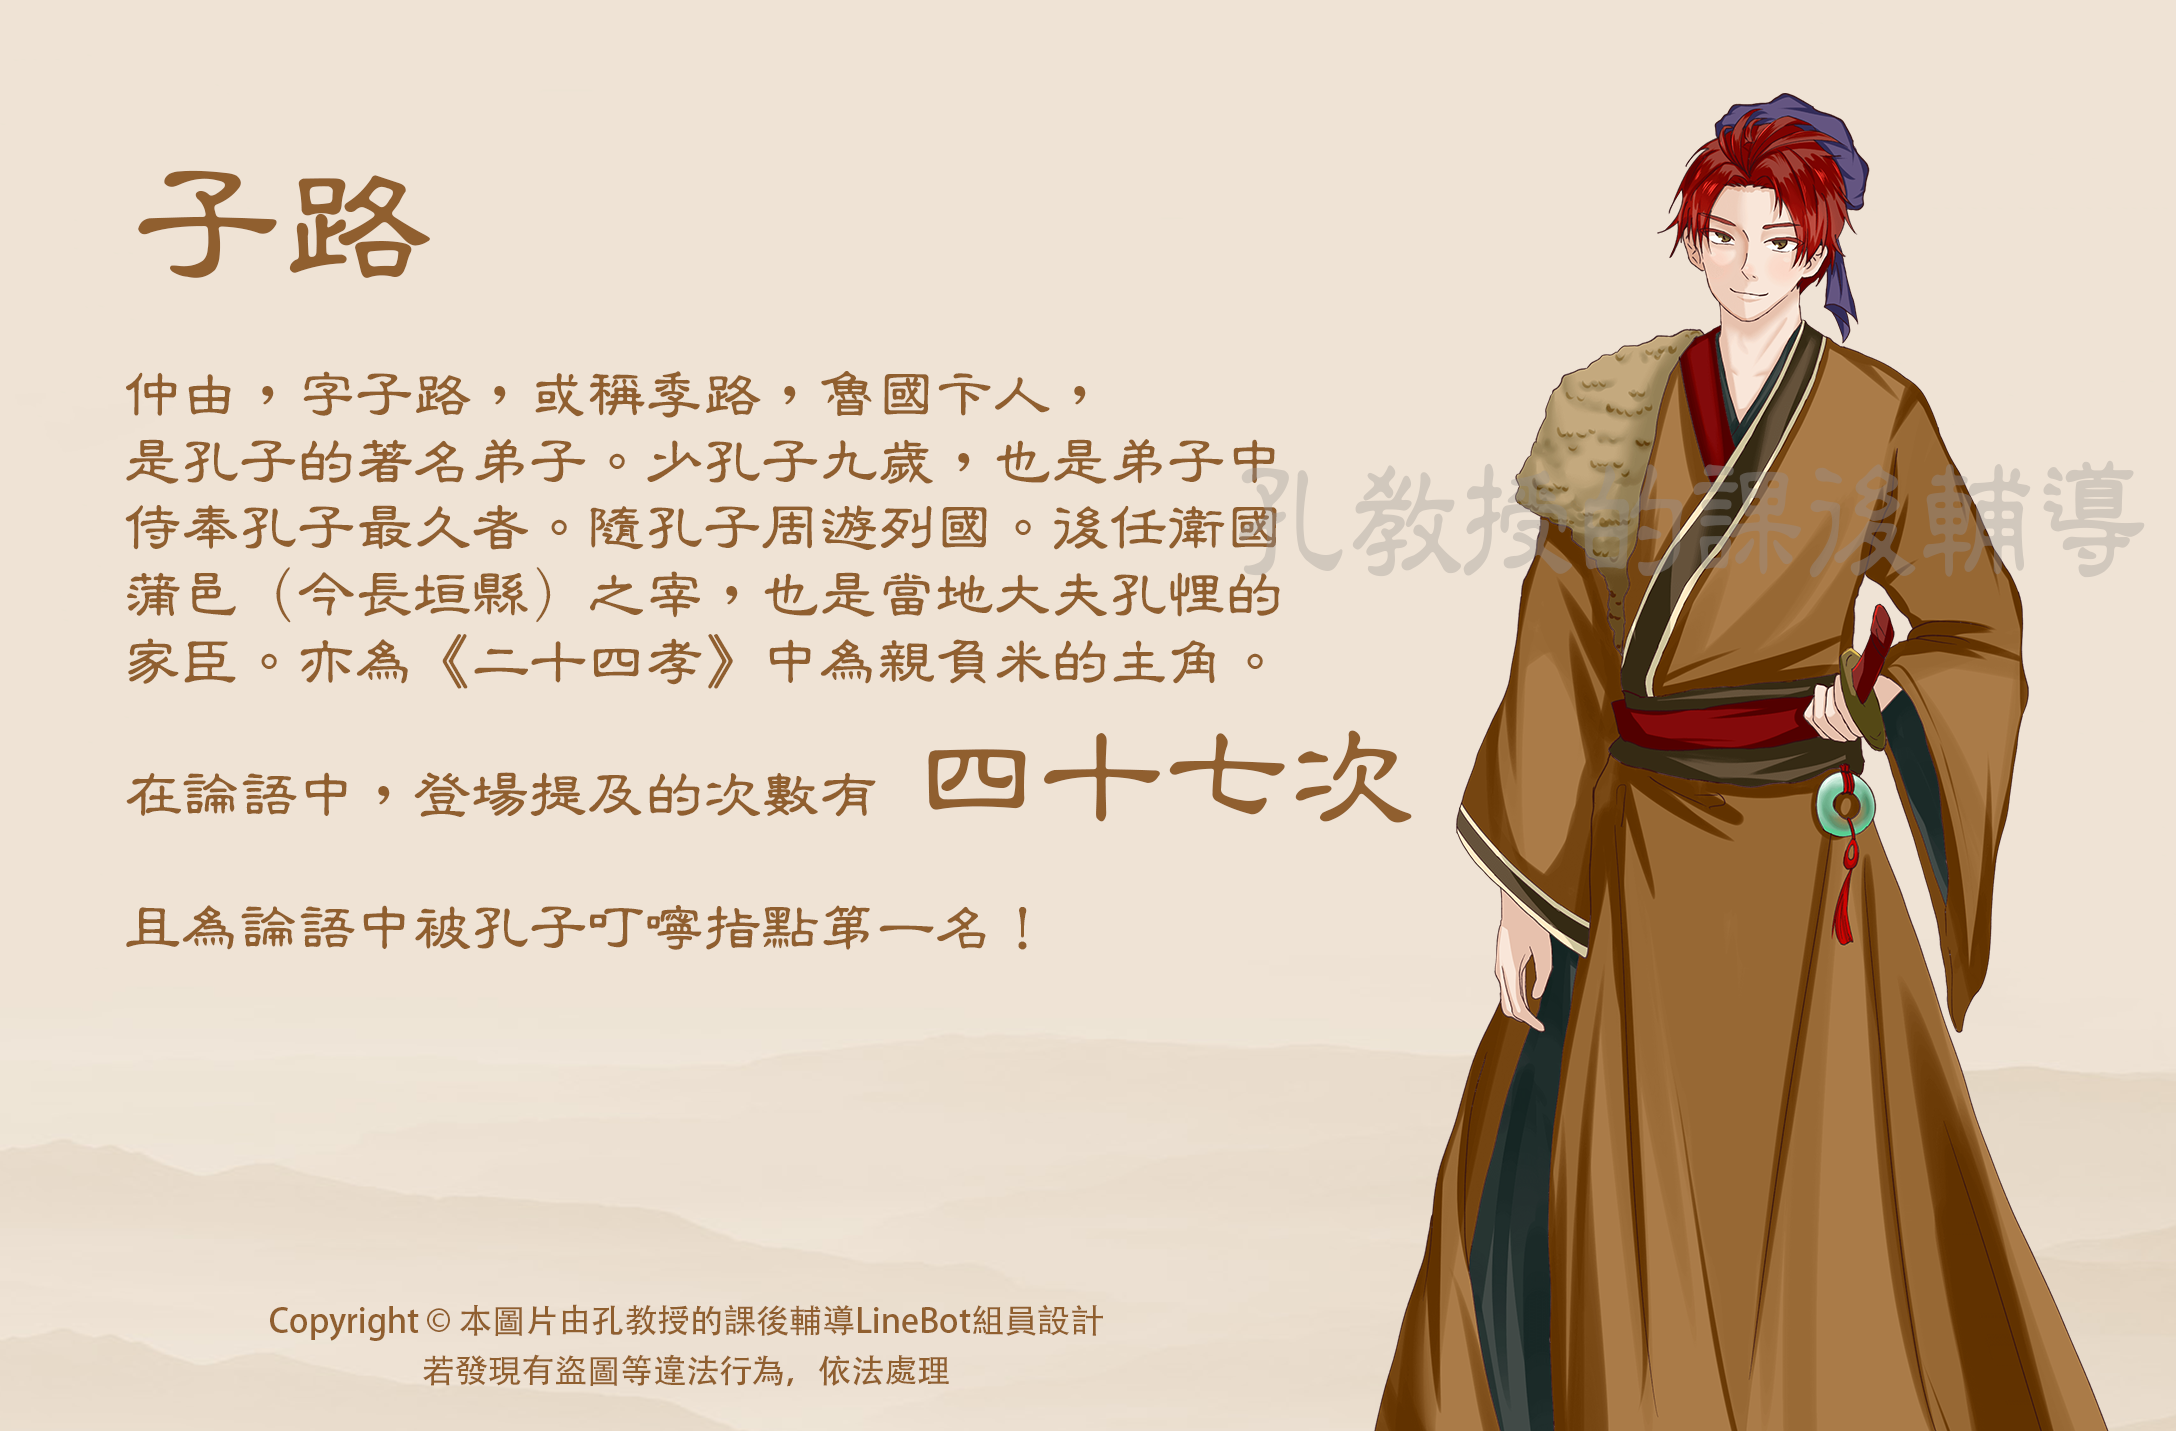 子路
仲由，字子路，或稱季路，魯國卞人，
是孔子的著名弟子。少孔子九歲，也是弟子中
侍奉孔子最久者。隨孔子周遊列國。後任衛國
蒲邑（今長垣縣）之宰，也是當地大夫孔悝的
家臣。亦為《二十四孝》中為親負米的主角。
孔教授的課後輔導
在論語中，登場提及的次數有 四十七次
且為論語中被孔子叮嚀指點第一名！
Copyright © 本圖片由孔教授的課後輔導LineBot組員設計
若發現有盜圖等違法行為，依法處理